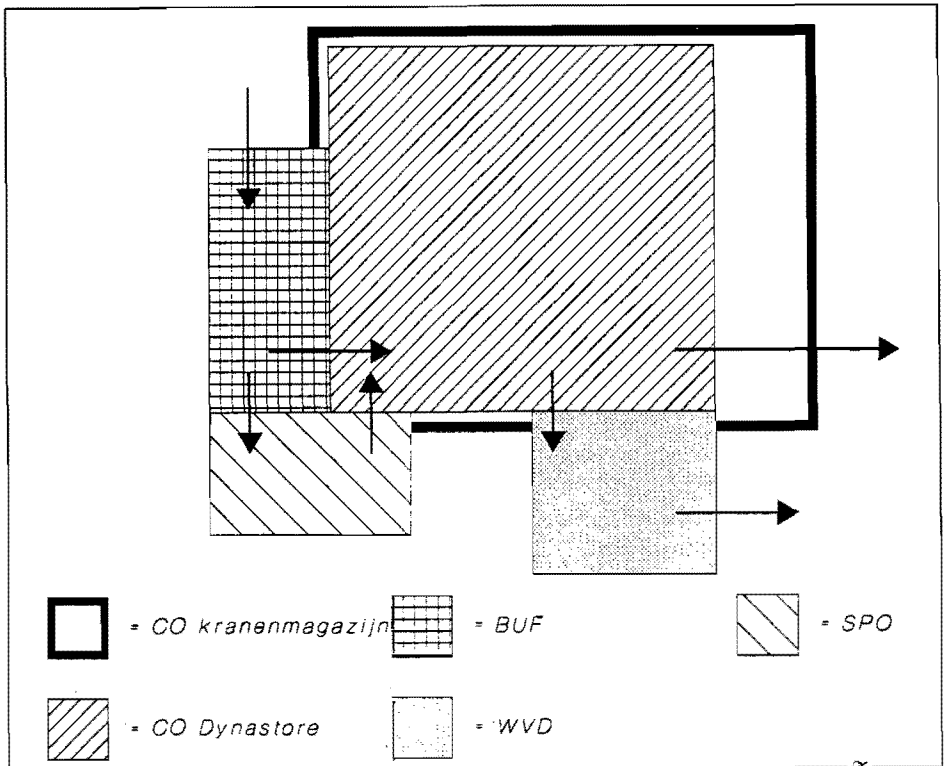 = CO kranenmagazijn
= BUF
= SPO
= CO Dynastore
= WVD